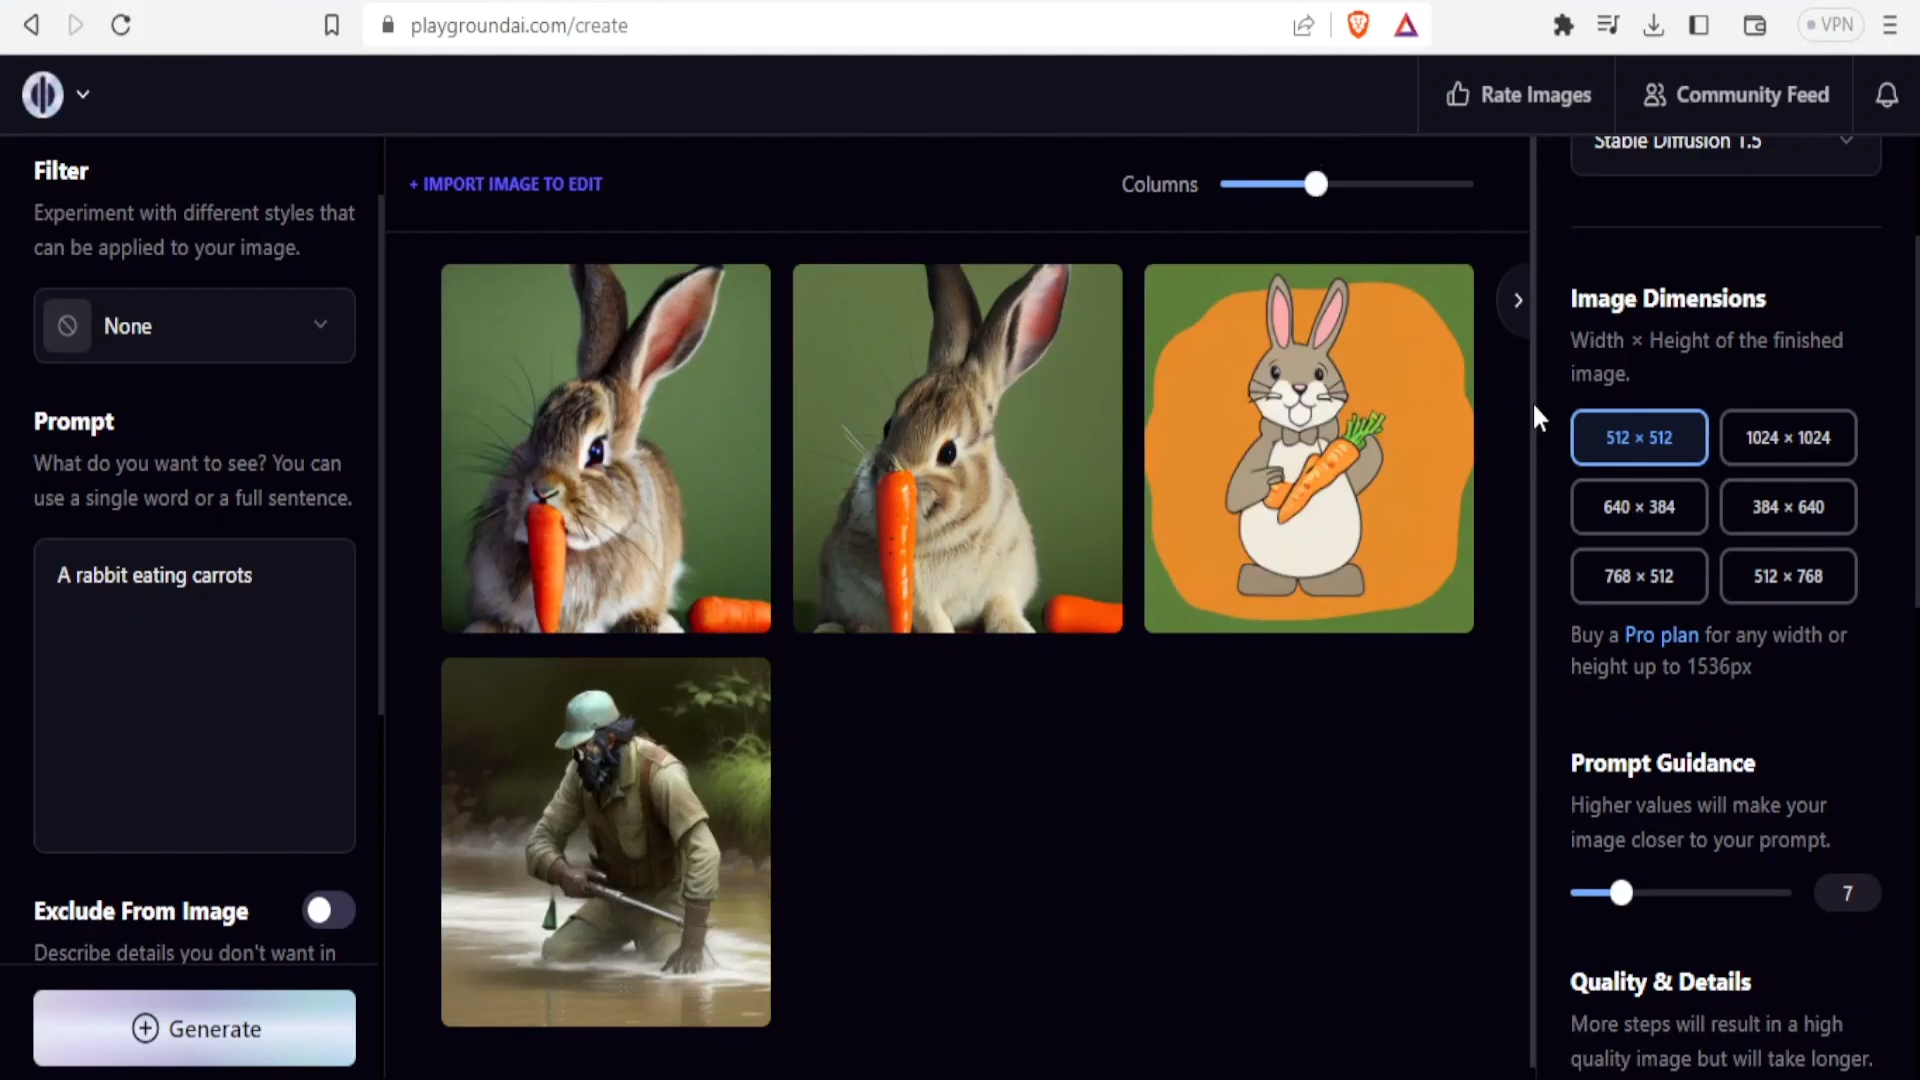 playgroundai.com/create
VPN
Rate Images
Community Feed
Filter
Experiment with different styles that
can be applied to your image.
None
Prompt
What do you want to see? You can
use a single word or a full sentence.
A rabbit eating carrots
Exclude From Image
Describe details you don't want in
Generate
+ IMPORT IMAGE TO EDIT
Columns
Stable Diffusion 1.5
Image Dimensions
Width × Height of the finished
image.
512 × 512
1024 × 1024
640 × 384
384 × 640
768 × 512
512 × 768
Buy a Pro plan for any width or
height up to 1536px
Prompt Guidance
Higher values will make your
image closer to your prompt.
7
Quality & Details
More steps will result in a high
quality image but will take longer.